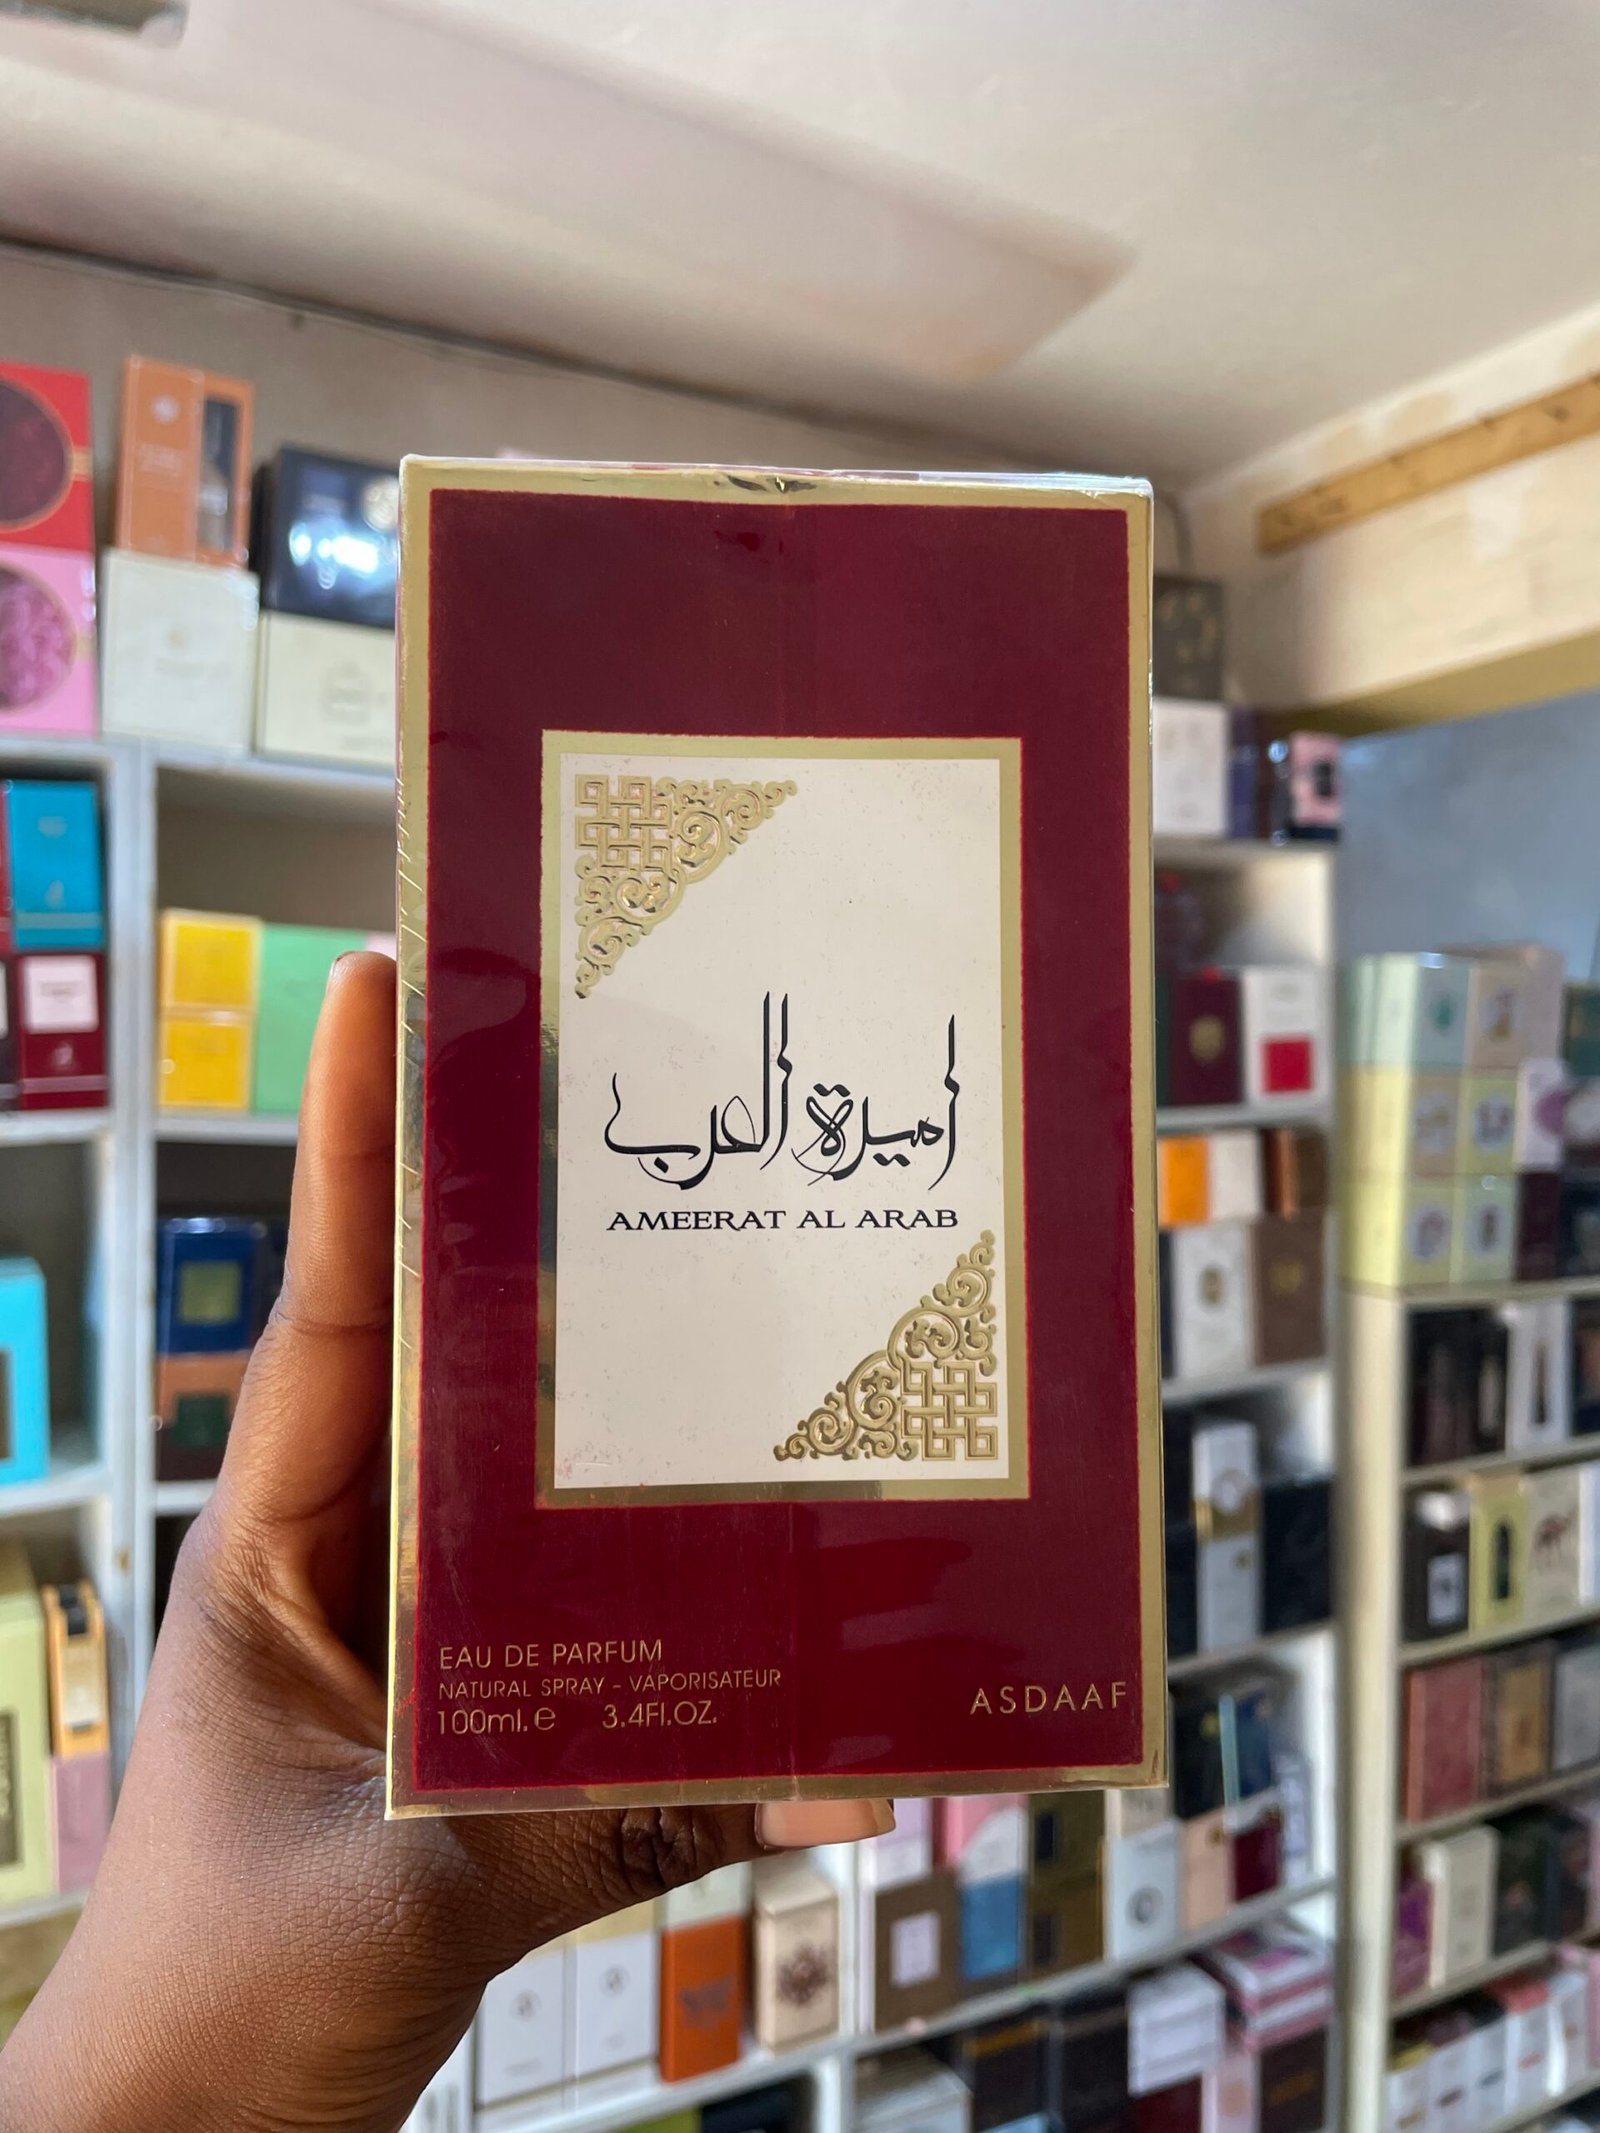 اميرة العرب
AMEERAT AL ARAB
EAU DE PARFUM
NATURAL SPRAY - VAPORISATEUR
100ml. e 3.4Fl.OZ.
ASDAAF